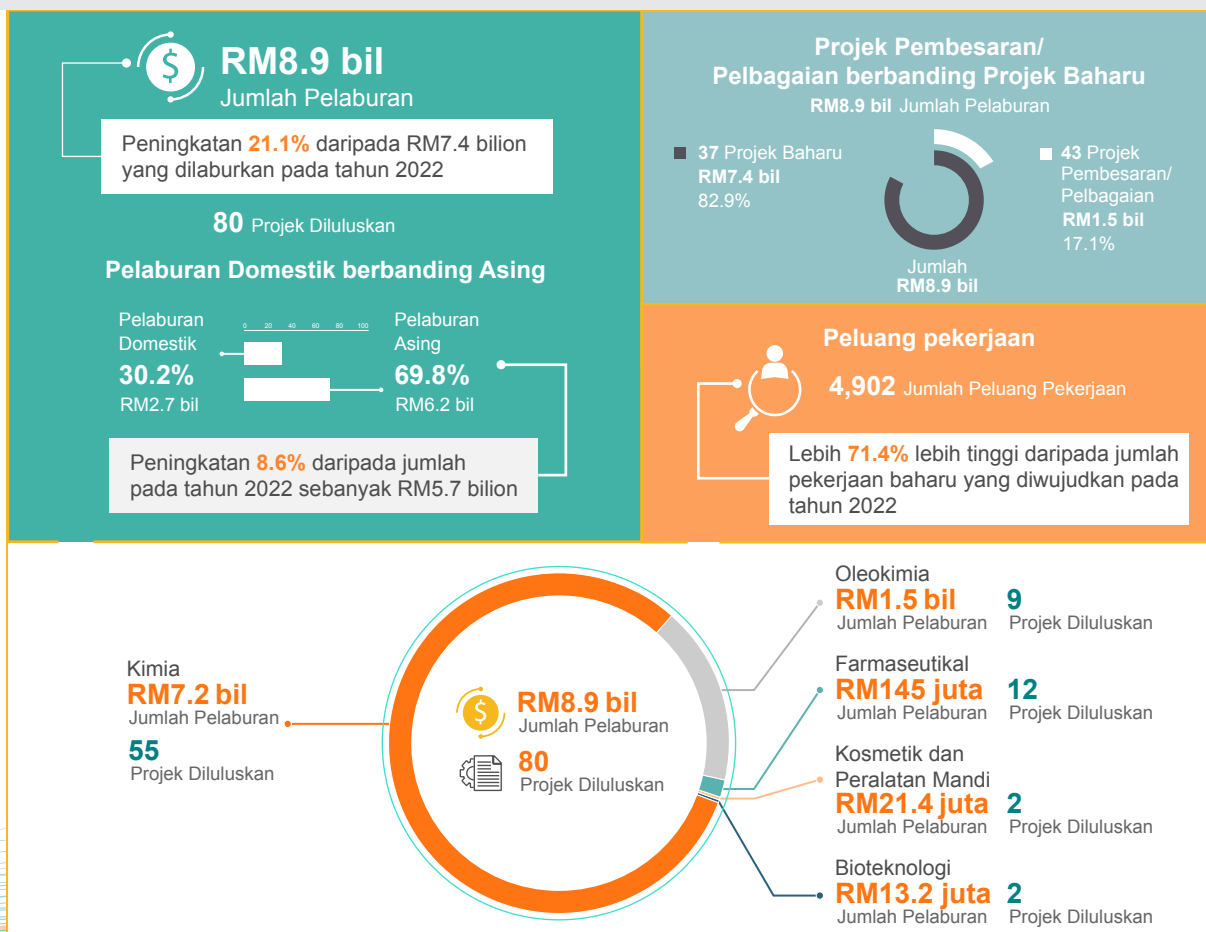 RM8.9 bil
Jumlah Pelaburan
Peningkatan 21.1% daripada RM7.4 bilion
yang dilaburkan pada tahun 2022
80 Projek Diluluskan
Pelaburan Domestik berbanding Asing
Pelaburan
Domestik
30.2%
RM2.7 bil
0 20 40 60 80 100
Pelaburan
Asing
69.8%
RM6.2 bil
Peningkatan 8.6% daripada jumlah
pada tahun 2022 sebanyak RM5.7 bilion
Projek Pembesaran/
Pelbagaian berbanding Projek Baharu
RM8.9 bil Jumlah Pelaburan
37 Projek Baharu
RM7.4 bil
82.9%
43 Projek
Pembesaran/
Pelbagaian
RM1.5 bil
17.1%
Jumlah
RM8.9 bil
Peluang pekerjaan
4,902 Jumlah Peluang Pekerjaan
Lebih 71.4% lebih tinggi daripada jumlah
pekerjaan baharu yang diwujudkan pada
tahun 2022
Kimia
RM7.2 bil
Jumlah Pelaburan
55
Projek Diluluskan
RM8.9 bil
Jumlah Pelaburan
80
Projek Diluluskan
Oleokimia
RM1.5 bil 9
Jumlah Pelaburan Projek Diluluskan
Farmaseutikal
RM145 juta 12
Jumlah Pelaburan Projek Diluluskan
Kosmetik dan
Peralatan Mandi
RM21.4 juta 2
Jumlah Pelaburan Projek Diluluskan
Bioteknologi
RM13.2 juta 2
Jumlah Pelaburan Projek Diluluskan